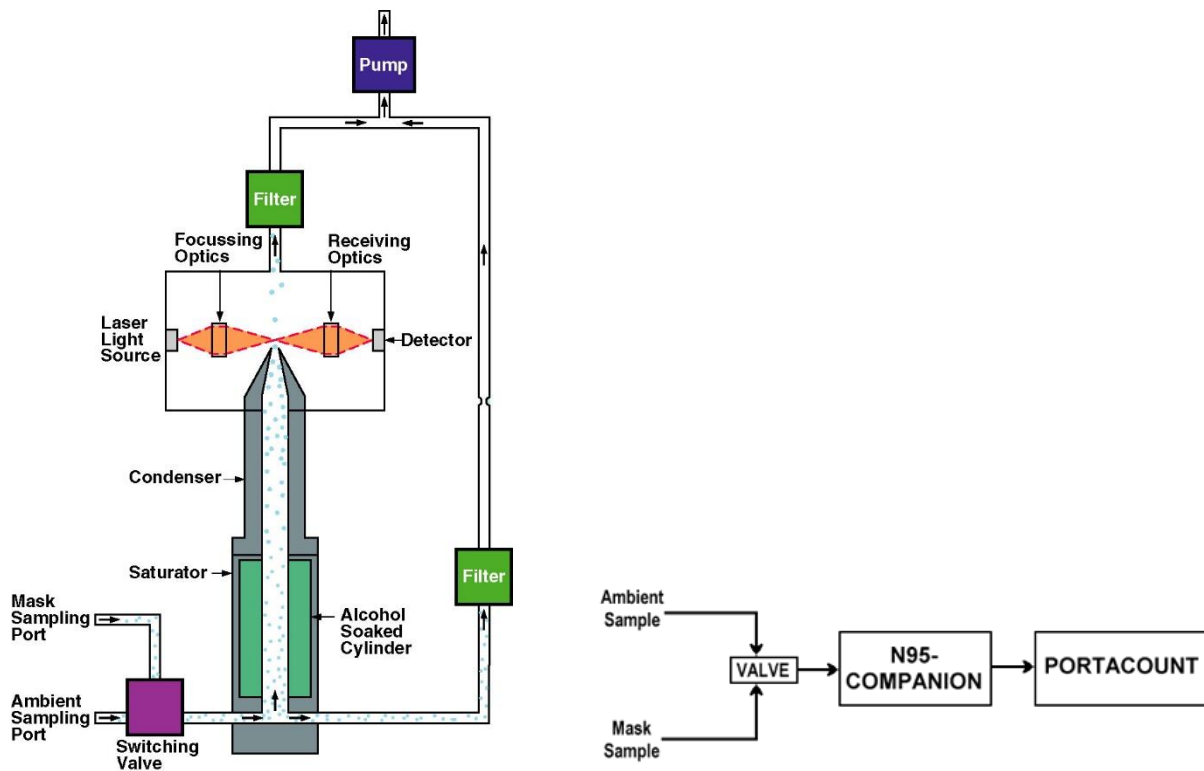 Pump
Filter
Focussing
Optics
Receiving
Optics
Laser
Light
Source
Detector
Condenser
Saturator
Filter
Mask
Sampling
Port
Alcohol
Soaked
Cylinder
Ambient
Sampling
Port
Switching
Valve
Ambient
Sample
VALVE
N95-
COMPANION
PORTACOUNT
Mask
Sample